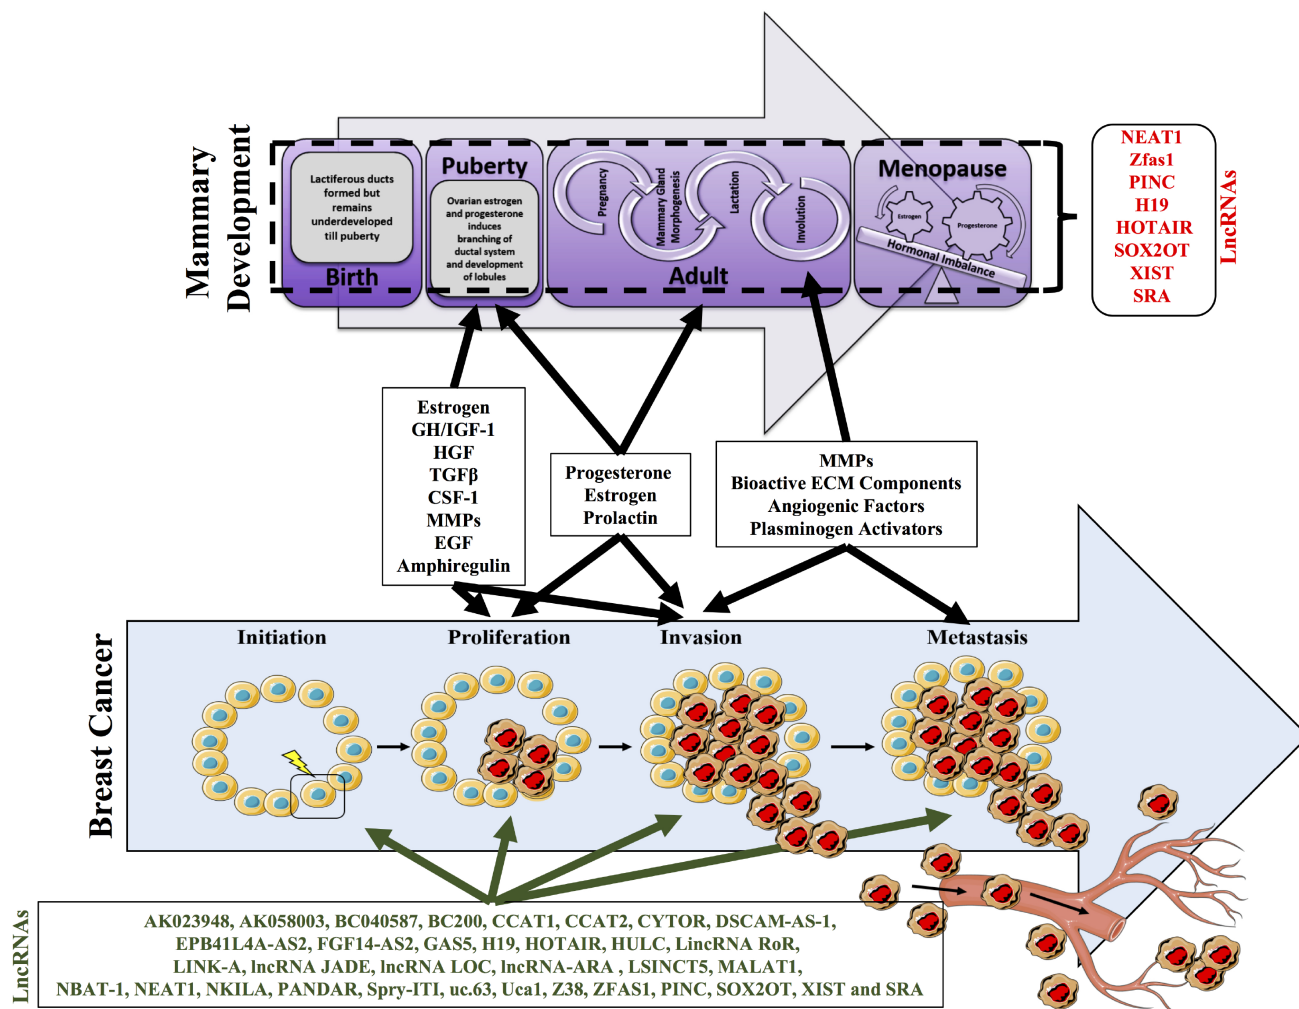 Mammary
Development
Lactiferous ducts
formed but
remains
underdeveloped
till puberty
Birth
Puberty
Ovarian estrogen
and progesterone
induces
branching of
ductal system
and development
of lobules
Pregnancy
Mammary Gland
Morphogenesis
Lactation
Involution
Adult
Menopause
Estrogen
Progesterone
Hormonal Imbalance
NEAT1
Zfas1
PINC
H19
HOTAIR
SOX2OT
XIST
SRA
LncRNAs
Estrogen
GH/IGF-1
HGF
TGFβ
CSF-1
MMPs
EGF
Amphiregulin
Progesterone
Estrogen
Prolactin
MMPs
Bioactive ECM Components
Angiogenic Factors
Plasminogen Activators
Breast Cancer
Initiation
Proliferation
Invasion
Metastasis
LncRNAs
AK023948, AK058003, BC040587, BC200, CCAT1, CCAT2, CYTOR, DSCAM-AS-1,
EPB41L4A-AS2, FGF14-AS2, GAS5, H19, HOTAIR, HULC, LincRNA RoR,
LINK-A, lncRNA JADE, lncRNA LOC, lncRNA-ARA , LSINCT5, MALAT1,
NBAT-1, NEAT1, NKILA, PANDAR, Spry-ITI, uc.63, Uca1, Z38, ZFAS1, PINC, SOX2OT, XIST and SRA